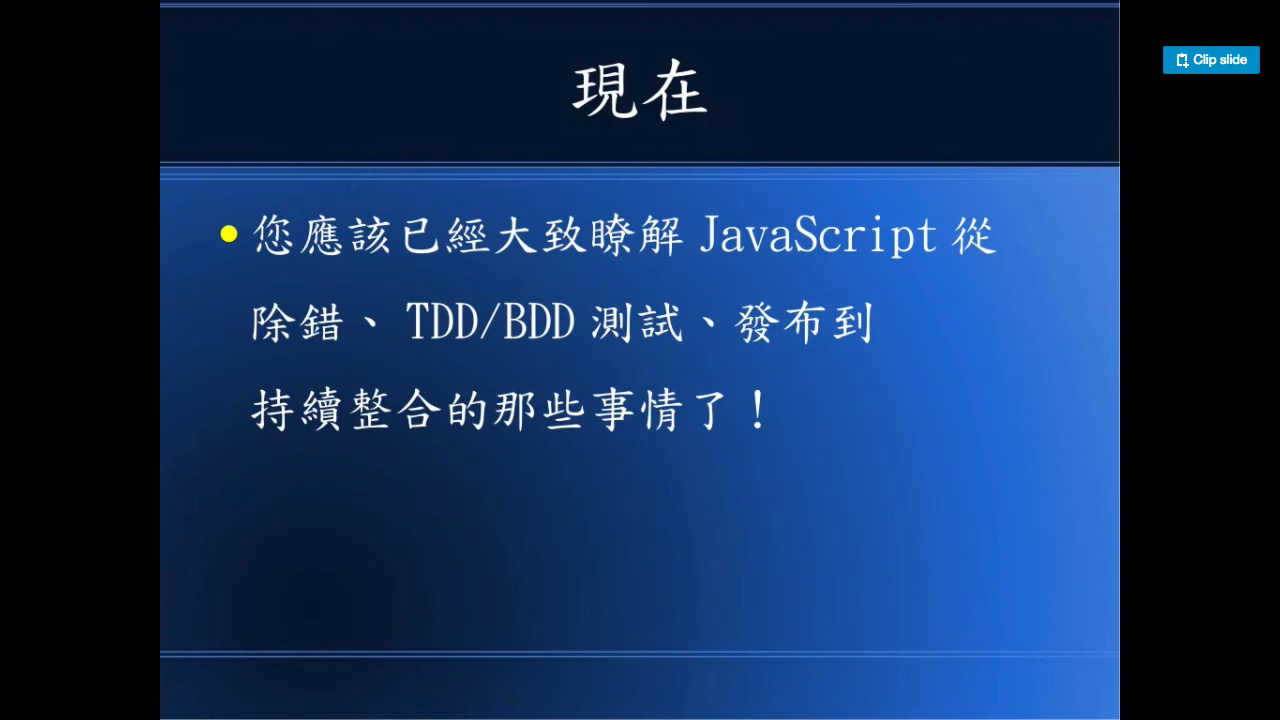 現在
Clip slide
您應該已經大致瞭解 JavaScript 從
除錯、 TDD/BDD 測試、發布到
持續整合的那些事情了！